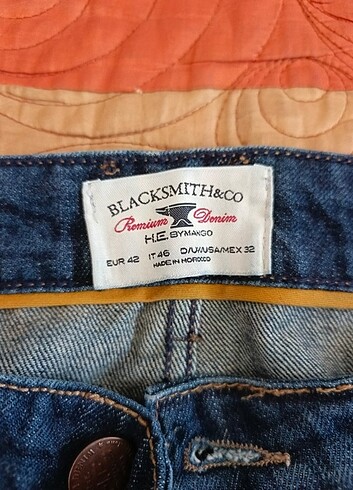 BLACKSMITH&CO
Premium Denim
H.E. BY MANGO
EUR 42 IT 46 D/UK/USA/MEX 32
MADE IN MOROCCO